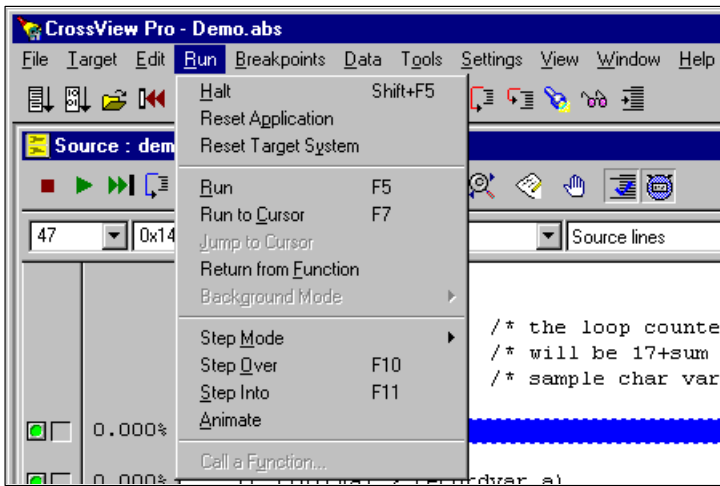 CrossView Pro - Demo.abs
File Target Edit Run Breakpoints Data Tools Settings View Window Help
Halt Shift+F5
Reset Application
Reset Target System
Source : dem
Run F5
Run to Cursor F7
47 0x14 Source lines
Jump to Cursor
Return from Function
Background Mode
/* the loop counte
Step Mode
/* will be 17+sum
Step Over F10
/* sample char var
Step Into F11
Animate
0.000%
Call a Function...
0.000%